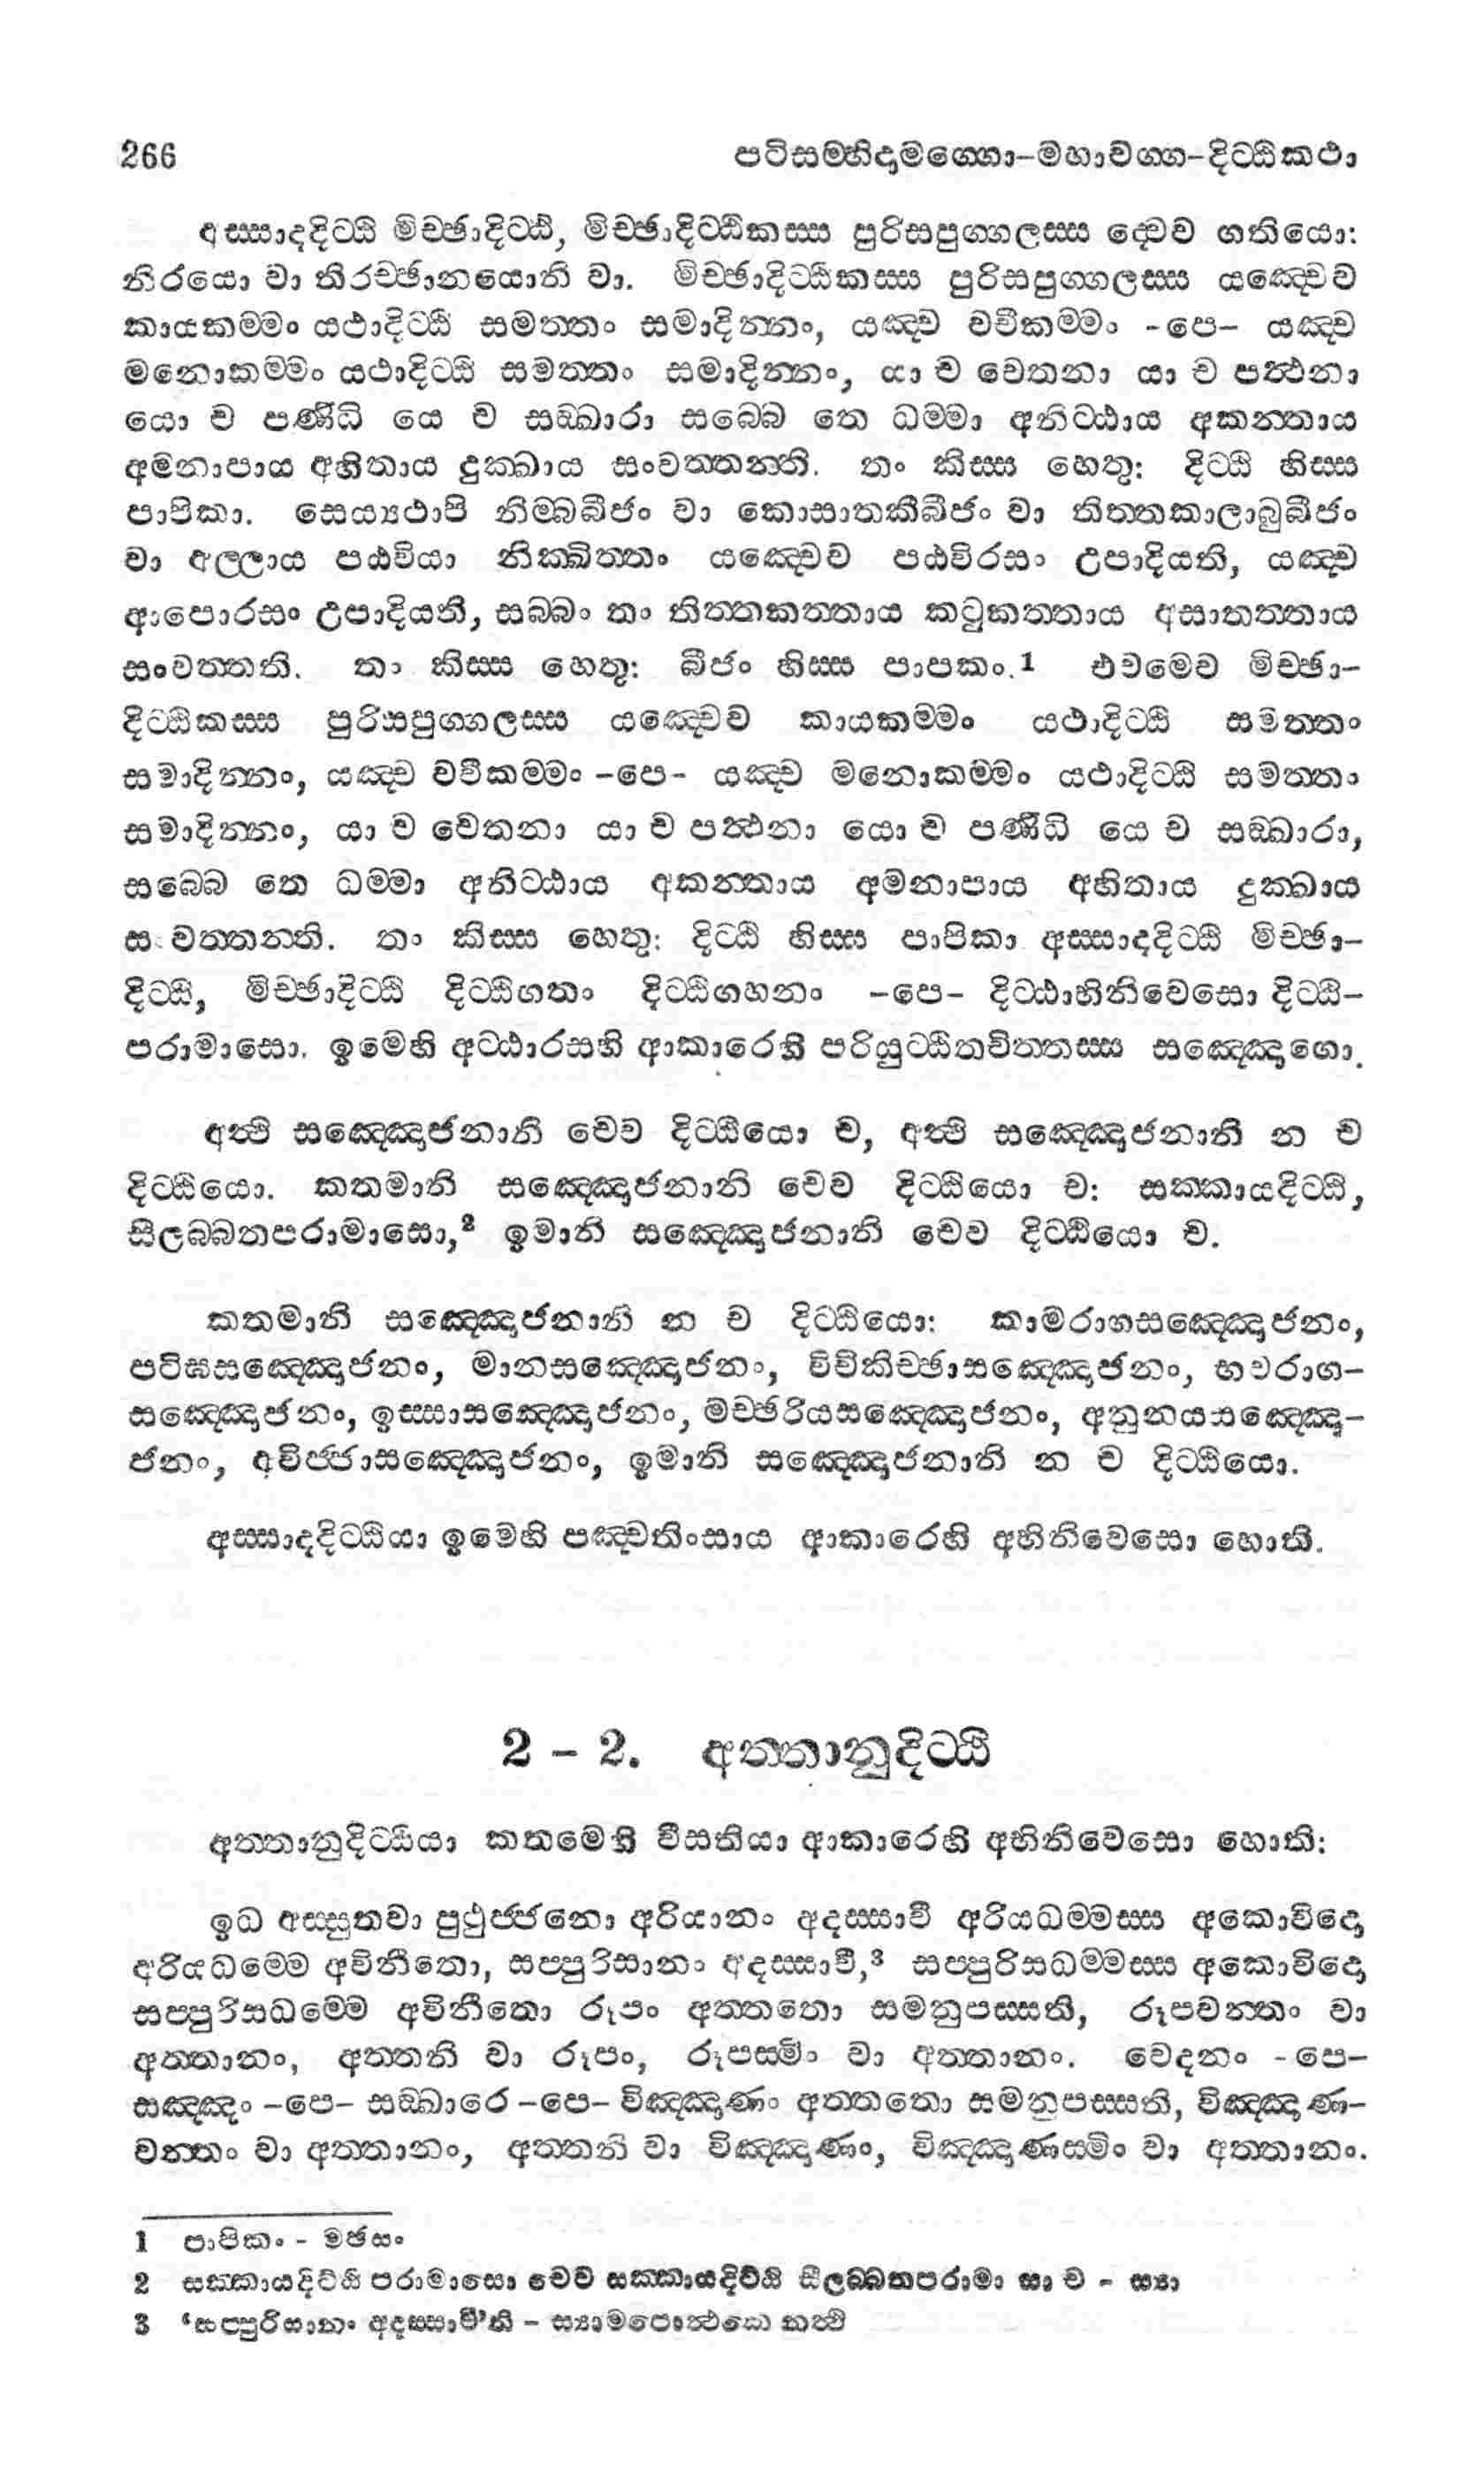 266 පටිසම්භිදාමග්ගො–මහාවග්ග–දිට්ඨිකථා
අස්සාදදිට්ඨි මිච්ඡාදිට්ඨි, මිච්ඡාදිට්ඨිකස්ස පුරිසපුග්ගලස්ස ද්වෙව ගතියො:
නිරයො වා තිරච්ඡානයොනි වා. මිච්ඡාදිට්ඨිකස්ස පුරිසපුග්ගලස්ස යඤ්චෙව
කායකම්මං යථාදිට්ඨි සමත්තං සමාදින්නං, යඤ්ච වචීකම්මං -පෙ– යඤ්ච
මනොකම්මං යථාදිට්ඨි සමත්තං සමාදින්නං, යා ච චෙතනා යා ච පත්ථනා
යො ච පණිධි යෙ ච සඞ්ඛාරා සබ්බෙ තෙ ධම්මා අනිට්ඨාය අකන්තාය
අමනාපාය අහිතාය දුක්ඛාය සංවත්තන්ති. තං කිස්ස හෙතු: දිට්ඨි හිස්ස
පාපිකා. සෙය්‍යථාපි නිම්බබීජං වා කොසාතකීබීජං වා තිත්තකාලාබුබීජං
වා අල්ලාය පඨවියා නික්ඛිත්තං යඤ්චෙව පඨවිරසං උපාදියති, යඤ්ච
ආපොරසං උපාදියති, සබ්බං තං තිත්තකත්තාය කටුකත්තාය අසාතත්තාය
සංවත්තති. තං කිස්ස හෙතු: බීජං හිස්ස පාපකං.1 එවමෙව මිච්ඡා–
දිට්ඨිකස්ස පුරිසපුග්ගලස්ස යඤ්චෙව කායකම්මං යථාදිට්ඨි සමත්තං
සමාදින්නං, යඤ්ච වචීකම්මං –පෙ- යඤ්ච මනොකම්මං යථාදිට්ඨි සමත්තං
සමාදින්නං, යා ච චෙතනා යා ච පත්ථනා යො ච පණිධි යෙ ච සඞ්ඛාරා,
සබ්බෙ තෙ ධම්මා අනිට්ඨාය අකන්තාය අමනාපාය අහිතාය දුක්ඛාය
සංවත්තන්ති. තං කිස්ස හෙතු: දිට්ඨි හිස්ස පාපිකා අස්සාදදිට්ඨි මිච්ඡා–
දිට්ඨි, මිච්ඡාදිට්ඨි දිට්ඨිගතං දිට්ඨිගහනං –පෙ– දිට්ඨාභිනිවෙසො දිට්ඨි–
පරාමාසො. ඉමෙහි අට්ඨාරසහි ආකාරෙහි පරියුට්ඨිතචිත්තස්ස සඤ්ඤොගො.
අත්ථි සඤ්ඤොජනානි චෙව දිට්ඨියො ච, අත්ථි සඤ්ඤොජනානි න ච
දිට්ඨියො. කතමානි සඤ්ඤොජනානි චෙව දිට්ඨියො ච: සක්කායදිට්ඨි,
සීලබ්බතපරාමාසො,2 ඉමානි සඤ්ඤොජනානි චෙව දිට්ඨියො ච.
කතමානි සඤ්ඤොජනානි න ච දිට්ඨියො: කාමරාගසඤ්ඤොජනං,
පටිඝසඤ්ඤොජනං, මානසඤ්ඤොජනං, විචිකිච්ඡාසඤ්ඤොජනං, භවරාග–
සඤ්ඤොජනං, ඉස්සාසඤ්ඤොජනං, මච්ඡරියසඤ්ඤොජනං, අනුනයසඤ්ඤො–
ජනං, අවිජ්ජාසඤ්ඤොජනං, ඉමානි සඤ්ඤොජනානි න ච දිට්ඨියො.
අස්සාදදිට්ඨියා ඉමෙහි පඤ්චතිංසාය ආකාරෙහි අභිනිවෙසො හොති.
2 – 2. අත්තානුදිට්ඨි
අත්තානුදිට්ඨියා කතමෙහි වීසතියා ආකාරෙහි අභිනිවෙසො හොති:
ඉධ අස්සුතවා පුථුජ්ජනො අරියානං අදස්සාවී අරියධම්මස්ස අකොවිදො
අරියධම්මෙ අවිනීතො, සප්පුරිසානං අදස්සාවී,3 සප්පුරිසධම්මස්ස අකොවිදො
සප්පුරිසධම්මෙ අවිනීතො රූපං අත්තතො සමනුපස්සති, රූපවන්තං වා
අත්තානං, අත්තනි වා රූපං, රූපස්මිං වා අත්තානං. වෙදනං -පෙ–
සඤ්ඤං –පෙ– සඞ්ඛාරෙ –පෙ– විඤ්ඤාණං අත්තතො සමනුපස්සති, විඤ්ඤාණ–
වන්තං වා අත්තානං, අත්තනි වා විඤ්ඤාණං, විඤ්ඤාණස්මිං වා අත්තානං.
1 පාපිකං - මඡසං
2 සක්කායදිට්ඨි පරාමාසො චෙව සක්කායදිට්ඨි සීලබ්බතපරාමා සා ච - ස්‍යා
3 ‘සප්පුරිසානං අදස්සාවී’ති – ස්‍යාමපොත්ථකෙ නත්ථි